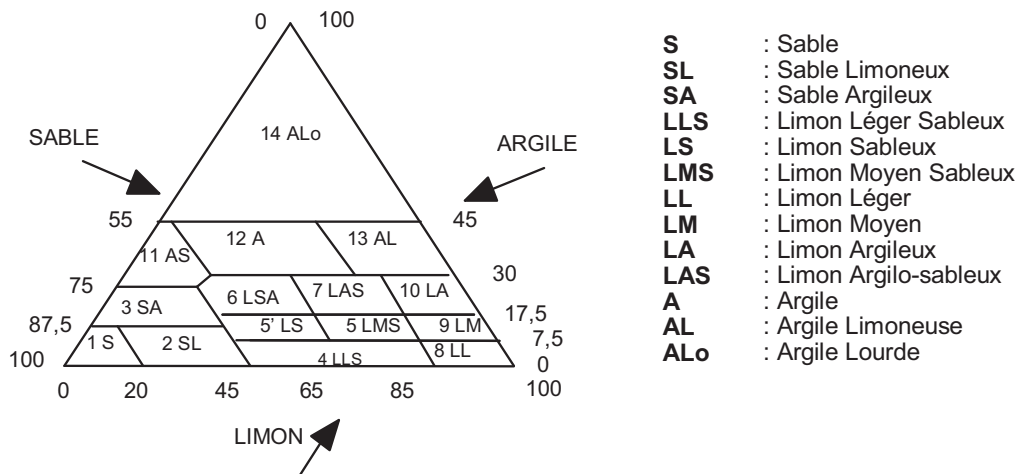 0 100
14 ALo
SABLE
ARGILE
55
45
12 A
13 AL
11 AS
30
75
7 LAS
10 LA
6 LSA
3 SA
17,5
87,5
5' LS
5 LMS
9 LM
7,5
1 S
2 SL
8 LL
4 LLS
100
0
0
20
45
65
85
100
LIMON
S : Sable
SL : Sable Limoneux
SA : Sable Argileux
LLS : Limon Léger Sableux
LS : Limon Sableux
LMS : Limon Moyen Sableux
LL : Limon Léger
LM : Limon Moyen
LA : Limon Argileux
LAS : Limon Argilo-sableux
A : Argile
AL : Argile Limoneuse
ALo : Argile Lourde